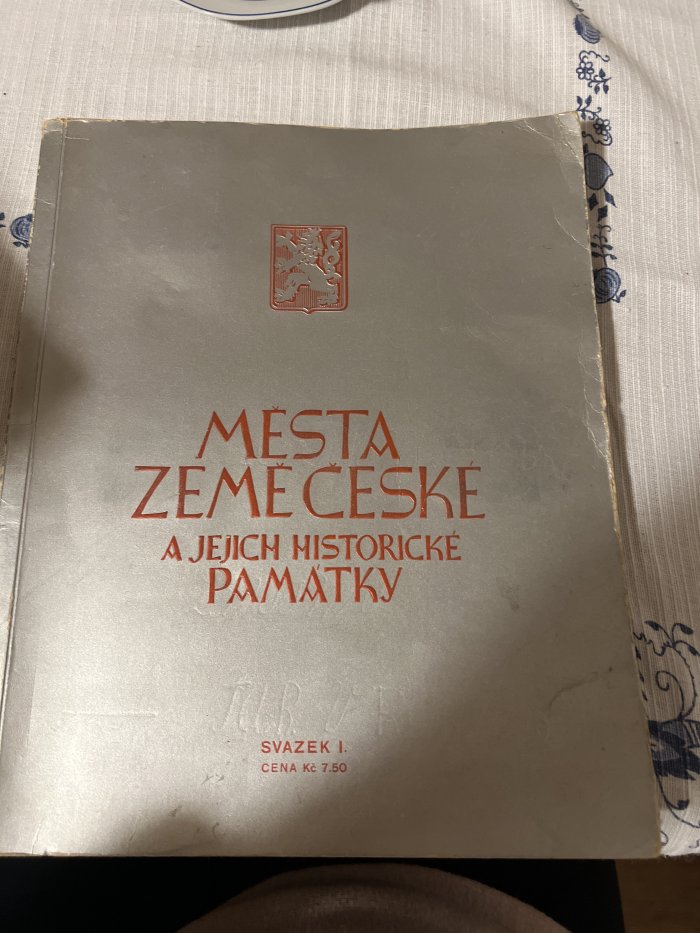 MĚSTA
ZEMĚ ČESKÉ
A JEJICH HISTORICKÉ
PAMÁTKY
SVAZEK I.
CENA Kč 7.50